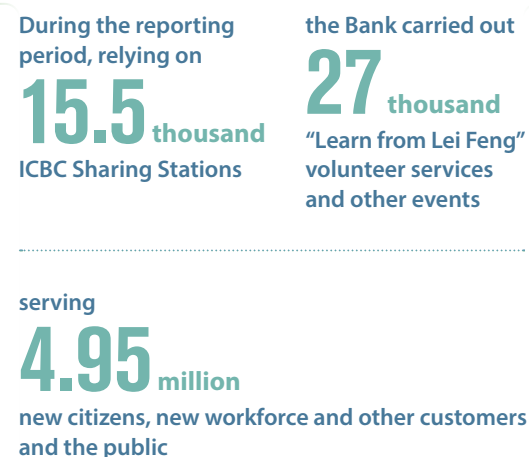 During the reporting
period, relying on
15.5 thousand
ICBC Sharing Stations
the Bank carried out
27 thousand
“Learn from Lei Feng”
volunteer services
and other events
serving
4.95 million
new citizens, new workforce and other customers
and the public